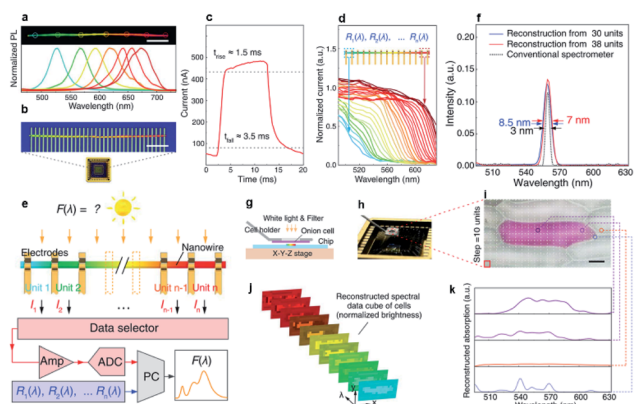 a
Normalized PL
500 550 600 650 700
Wavelength (nm)
b
c
Current (nA)
600
500
400
300
200
100
0
t_rise ≈ 1.5 ms
t_fall ≈ 3.5 ms
0 5 10 15 20
Time (ms)
d
Normalized current (a.u.)
1.5
1.0
0.5
0.0
R₁(λ), R₂(λ), ... Rₙ(λ)
500 550 600
Wavelength (nm)
f
Intensity (a.u.)
0.20
0.15
0.10
0.05
0.00
Reconstruction from 30 units
Reconstruction from 38 units
Conventional spectrometer
8.5 nm
7 nm
3 nm
510 540 570 600 630
Wavelength (nm)
e
F(λ) = ?
Electrodes
Nanowire
Unit 1 Unit 2 Unit n-1 Unit n
I₁ I₂ ... Iₙ₋₁ Iₙ
Data selector
Amp
ADC
PC
F(λ)
R₁(λ), R₂(λ), ... Rₙ(λ)
g
White light & Filter
Cell holder
Onion cell
Chip
X-Y-Z stage
h
i
Step =10 units
j
Reconstructed spectral
data cube of cells
(normalized brightness)
λ
y
x
k
Reconstructed absorption (a.u.)
510 540 570 600 630
Wavelength (nm)